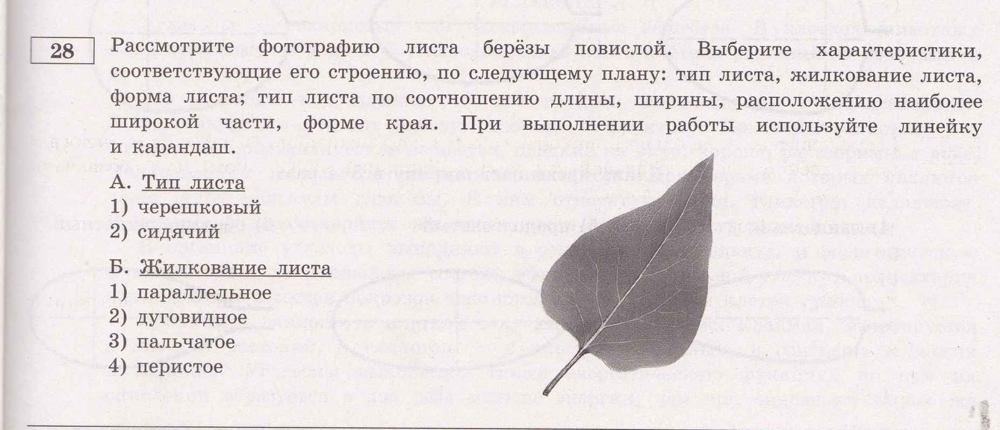 28
Рассмотрите фотографию листа берёзы повислой. Выберите характеристики,
соответствующие его строению, по следующему плану: тип листа, жилкование листа,
форма листа; тип листа по соотношению длины, ширины, расположению наиболее
широкой части, форме края. При выполнении работы используйте линейку
и карандаш.
А. Тип листа
1) черешковый
2) сидячий
Б. Жилкование листа
1) параллельное
2) дуговидное
3) пальчатое
4) перистое